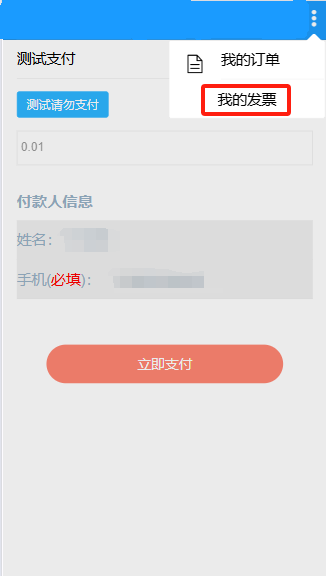 测试支付
我的订单
我的发票
测试请勿支付
0.01
付款人信息
姓名：
手机(必填)：
立即支付